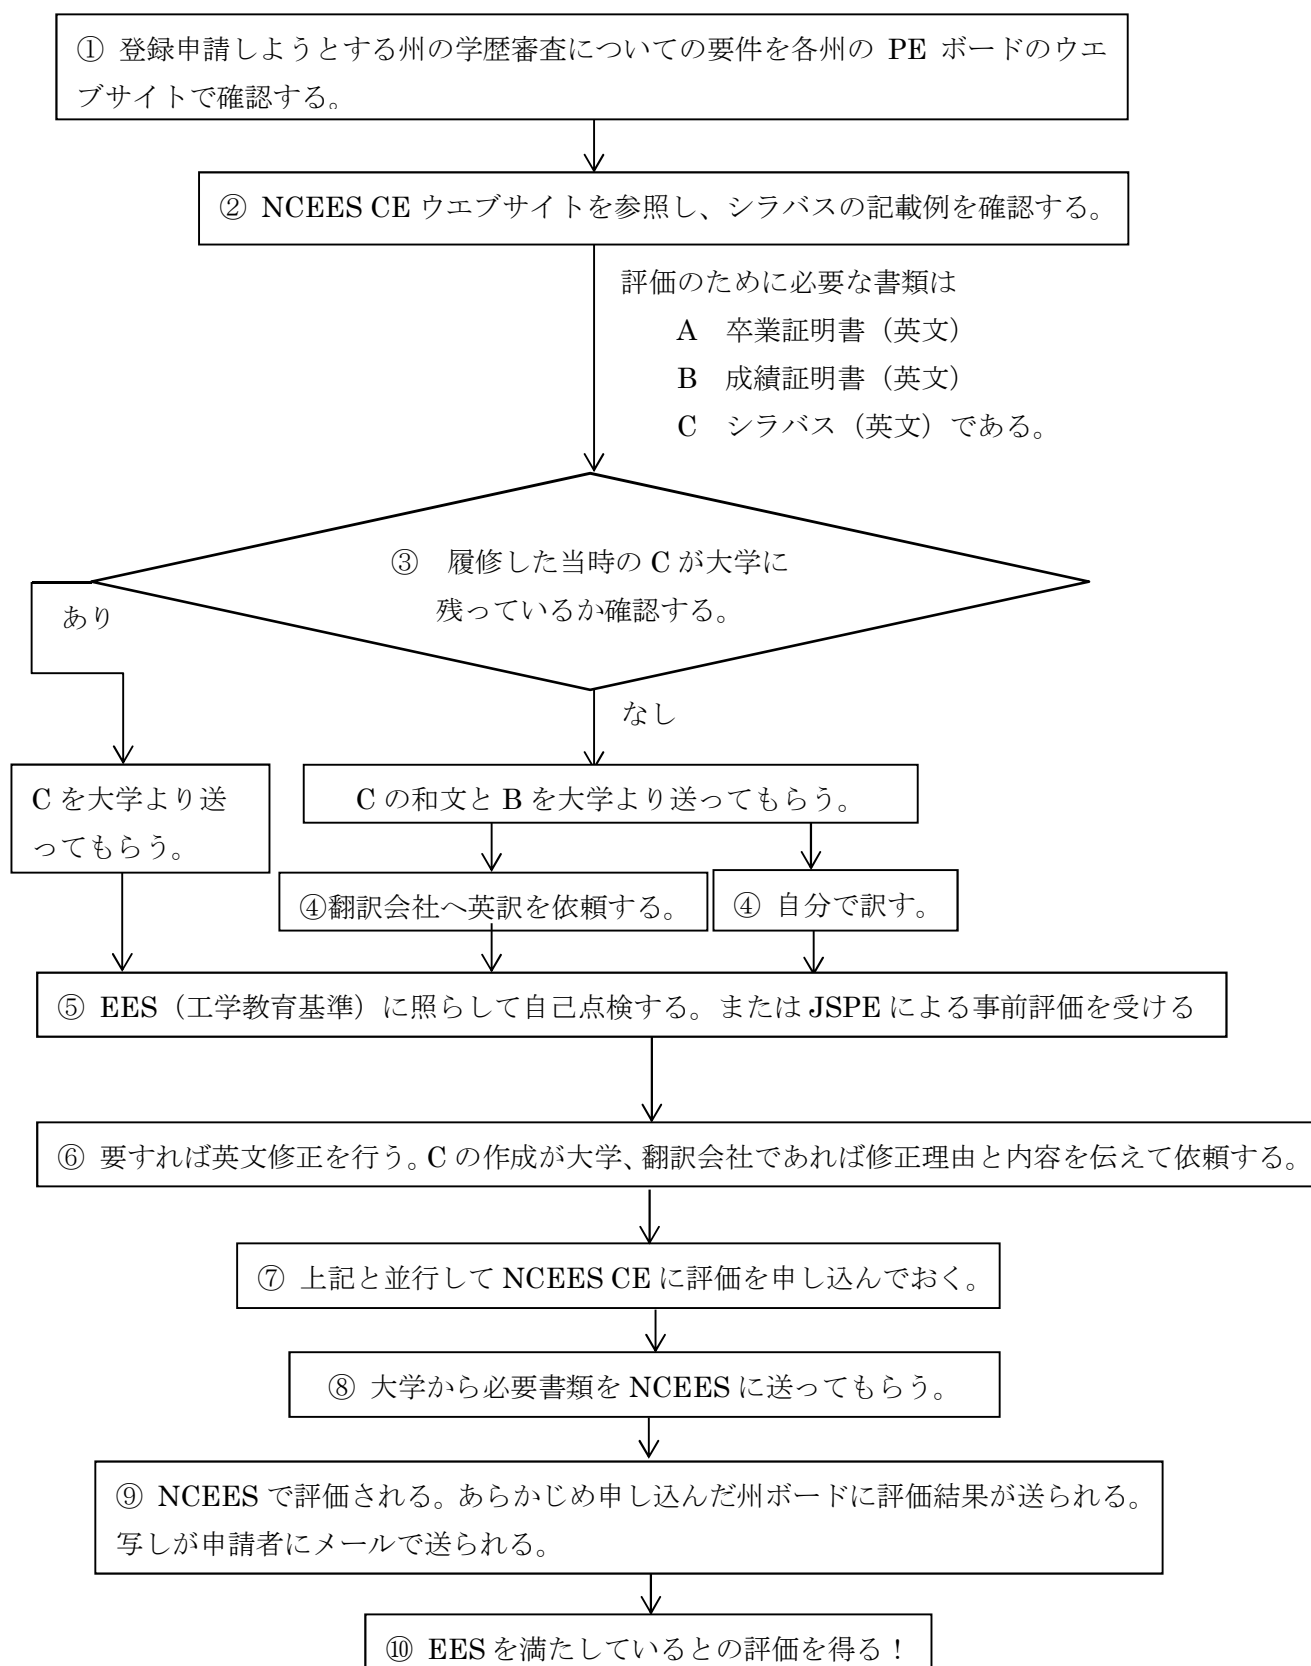 ① 登録申請しようとする州の学歴審査についての要件を各州の PE ボードのウエ
ブサイトで確認する。
② NCEES CE ウエブサイトを参照し、シラバスの記載例を確認する。
評価のために必要な書類は
A 卒業証明書（英文）
B 成績証明書（英文）
C シラバス（英文）である。
③ 履修した当時の C が大学に
残っているか確認する。
あり
なし
C を大学より送
ってもらう。
C の和文と B を大学より送ってもらう。
④翻訳会社へ英訳を依頼する。
④ 自分で訳す。
⑤ EES（工学教育基準）に照らして自己点検する。または JSPE による事前評価を受ける
⑥ 要すれば英文修正を行う。C の作成が大学、翻訳会社であれば修正理由と内容を伝えて依頼する。
⑦ 上記と並行して NCEES CE に評価を申し込んでおく。
⑧ 大学から必要書類を NCEES に送ってもらう。
⑨ NCEES で評価される。あらかじめ申し込んだ州ボードに評価結果が送られる。
写しが申請者にメールで送られる。
⑩ EES を満たしているとの評価を得る！